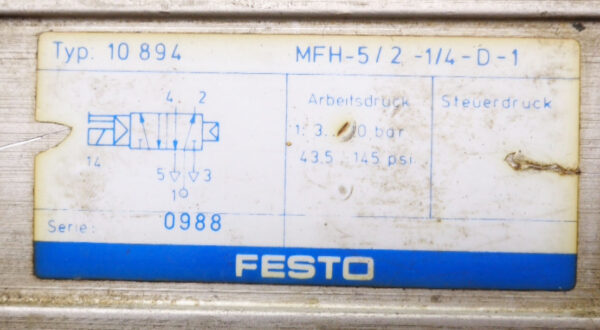 Typ: 10 894 MFH-5/2 -1/4-D-1
4 2
14
5 3
1
Arbeitsdruck
bar
43.5 145 psi
Steuerdruck
Serie: 0988
FESTO